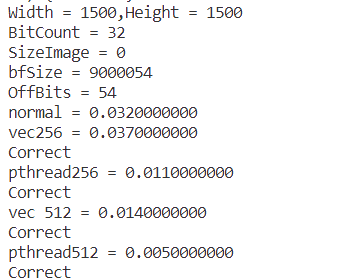 Width = 1500,Height = 1500
BitCount = 32
SizeImage = 0
bfSize = 9000054
OffBits = 54
normal = 0.0320000000
vec256 = 0.0370000000
Correct
pthread256 = 0.0110000000
Correct
vec 512 = 0.0140000000
Correct
pthread512 = 0.0050000000
Correct